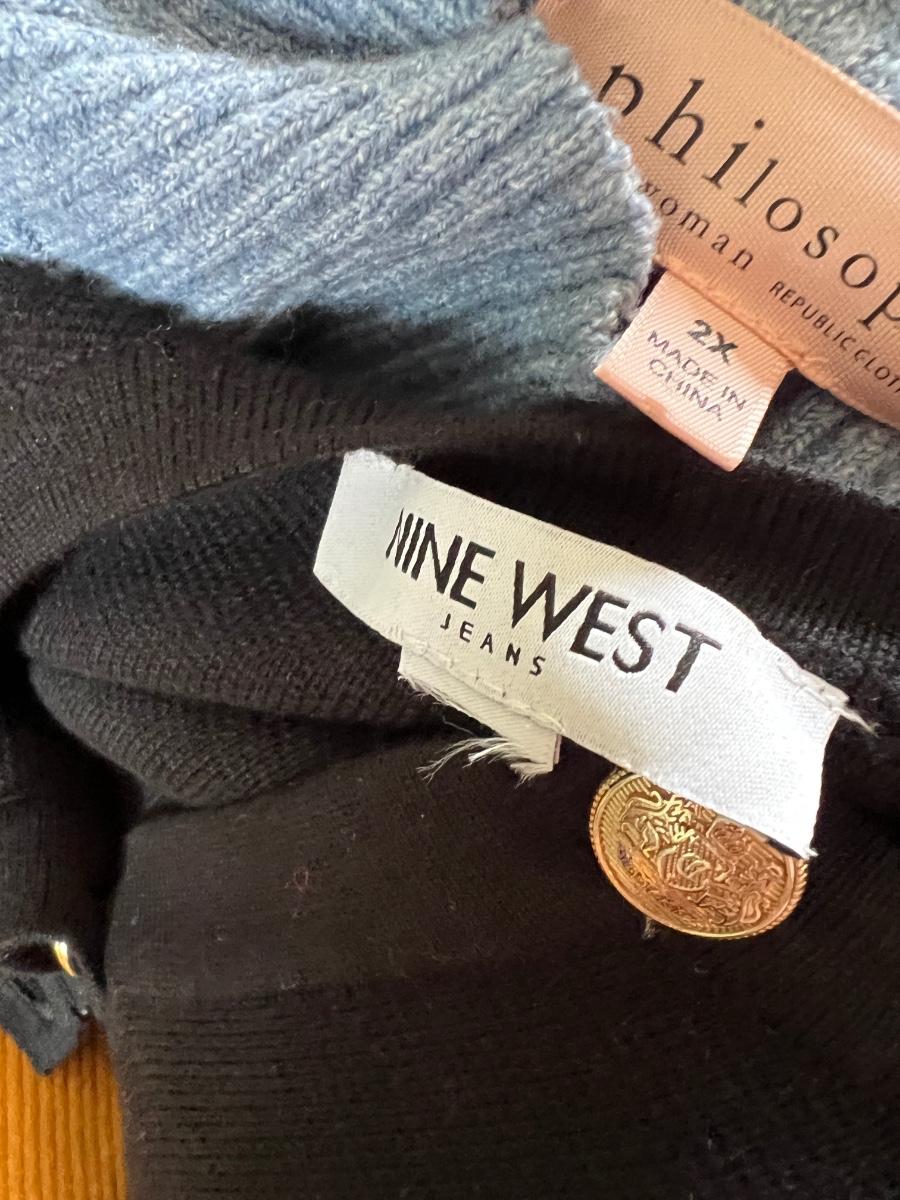 philosop
woman
REPUBLIC CLOT
2X
MADE IN
CHINA
NINE WEST
JEANS